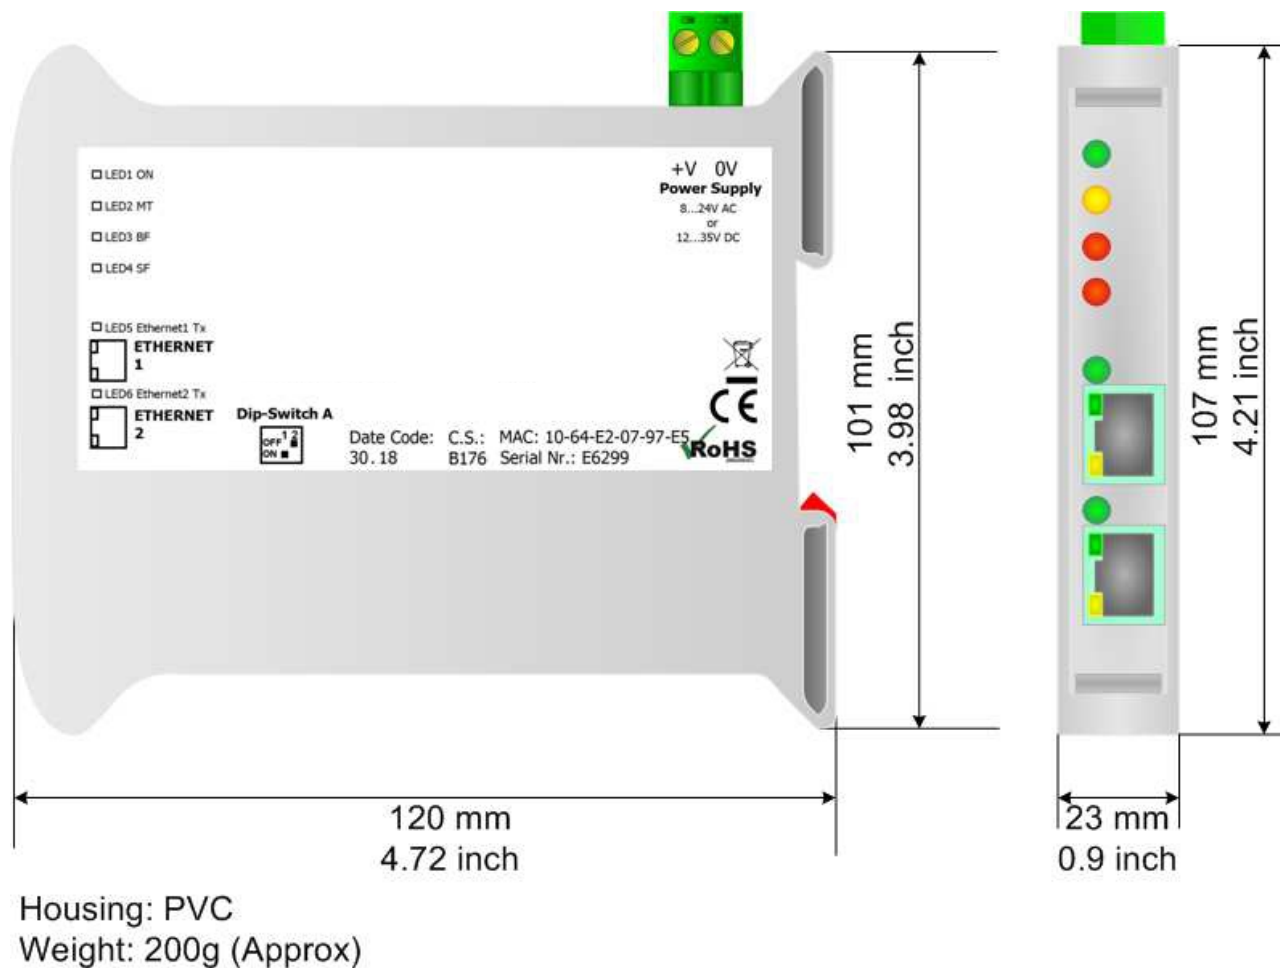 LED1 ON
LED2 MT
LED3 BF
LED4 SF
LED5 Ethernet1 Tx
ETHERNET
1
LED6 Ethernet2 Tx
ETHERNET
2
Dip-Switch A
1 2
OFF
ON
Date Code:
30.18
C.S.:
B176
MAC: 10-64-E2-07-97-E5
Serial Nr.: E6299
+V 0V
Power Supply
8...24V AC
or
12...35V DC
CE
RoHS
101 mm
3.98 inch
107 mm
4.21 inch
120 mm
4.72 inch
23 mm
0.9 inch
Housing: PVC
Weight: 200g (Approx)